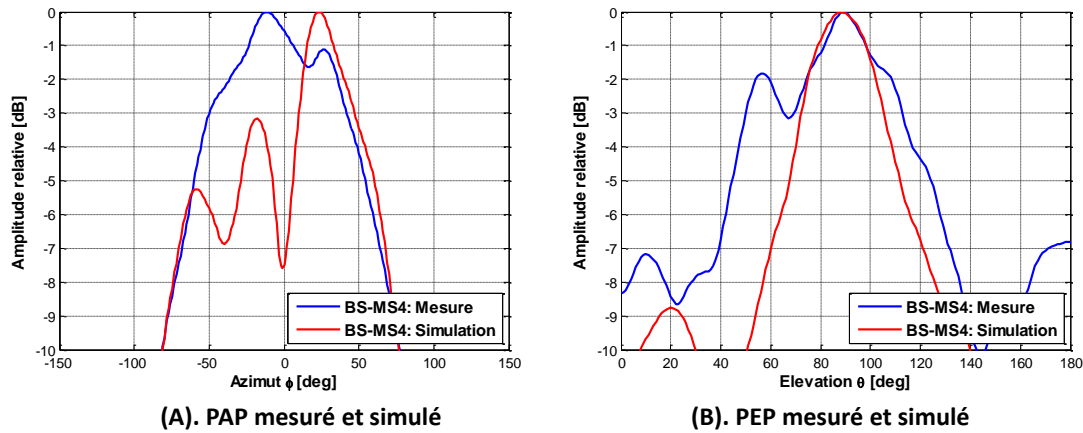 0
-1
-2
-3
-4
-5
-6
-7
-8
-9
-10
Amplitude relative [dB]
BS-MS4: Mesure
BS-MS4: Simulation
-150 -100 -50 0 50 100 150
Azimut ϕ [deg]
(A). PAP mesuré et simulé
0
-1
-2
-3
-4
-5
-6
-7
-8
-9
-10
Amplitude relative [dB]
BS-MS4: Mesure
BS-MS4: Simulation
0 20 40 60 80 100 120 140 160 180
Elevation θ [deg]
(B). PEP mesuré et simulé